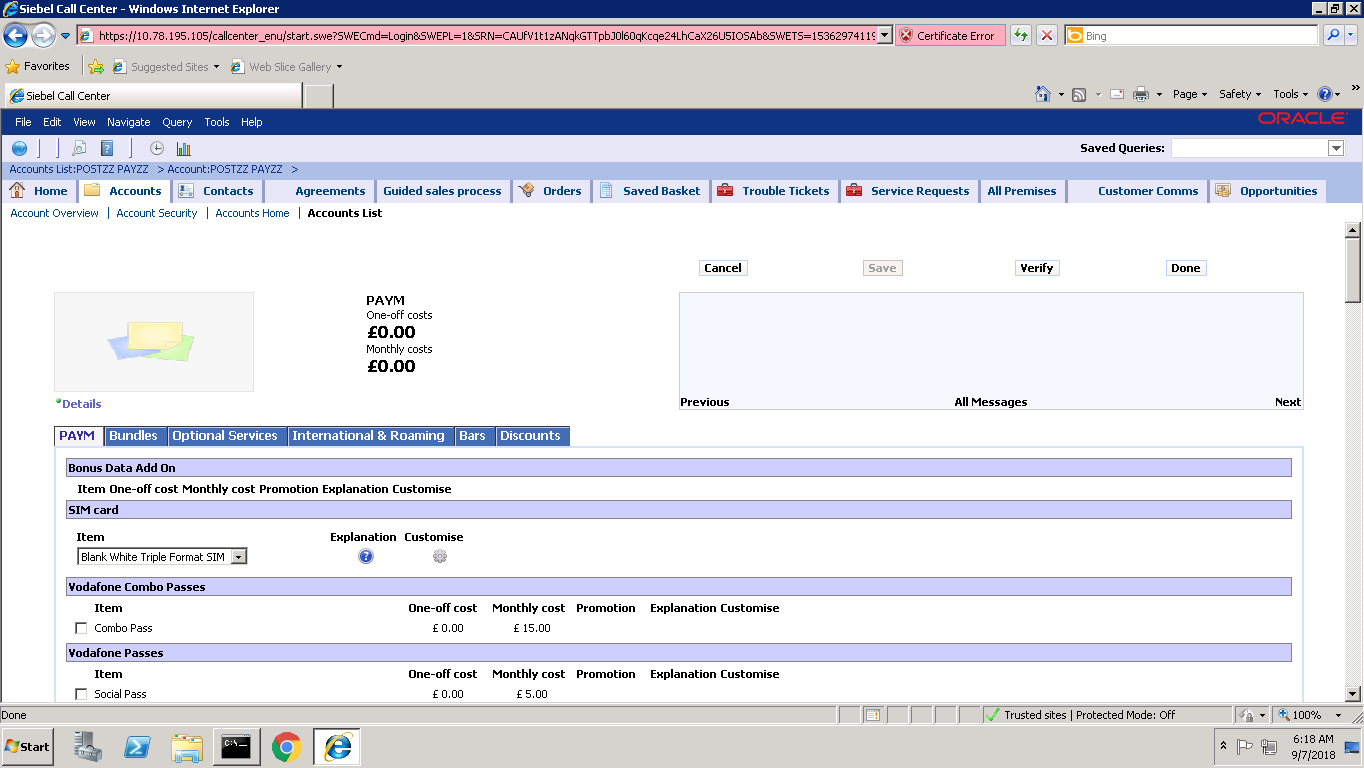 Siebel Call Center - Windows Internet Explorer
https://10.78.195.105/callcenter_enu/start.swe?SWECmd=Login&SWEPL=1&SRN=CAUfV1t1zANqkGTTpbJ0l60qKcqe24LhCaX26U5IOSAb&SWETS=15362974119 Certificate Error Bing
Favorites Suggested Sites Web Slice Gallery
Siebel Call Center Page Safety Tools »
File Edit View Navigate Query Tools Help ORACLE
Saved Queries:
Accounts List:POSTZZ PAYZZ > Account:POSTZZ PAYZZ >
Home Accounts Contacts Agreements Guided sales process Orders Saved Basket Trouble Tickets Service Requests All Premises Customer Comms Opportunities
Account Overview | Account Security | Accounts Home | Accounts List
Cancel Save Verify Done
PAYM
One-off costs
£0.00
Monthly costs
£0.00
Details
Previous All Messages Next
PAYM Bundles Optional Services International & Roaming Bars Discounts
Bonus Data Add On
Item One-off cost Monthly cost Promotion Explanation Customise
SIM card
Item Explanation Customise
Blank White Triple Format SIM
Vodafone Combo Passes
Item One-off cost Monthly cost Promotion Explanation Customise
Combo Pass £ 0.00 £ 15.00
Vodafone Passes
Item One-off cost Monthly cost Promotion Explanation Customise
Social Pass £ 0.00 £ 5.00
Done Trusted sites | Protected Mode: Off 100%
Start C:\ 6:18 AM
9/7/2018